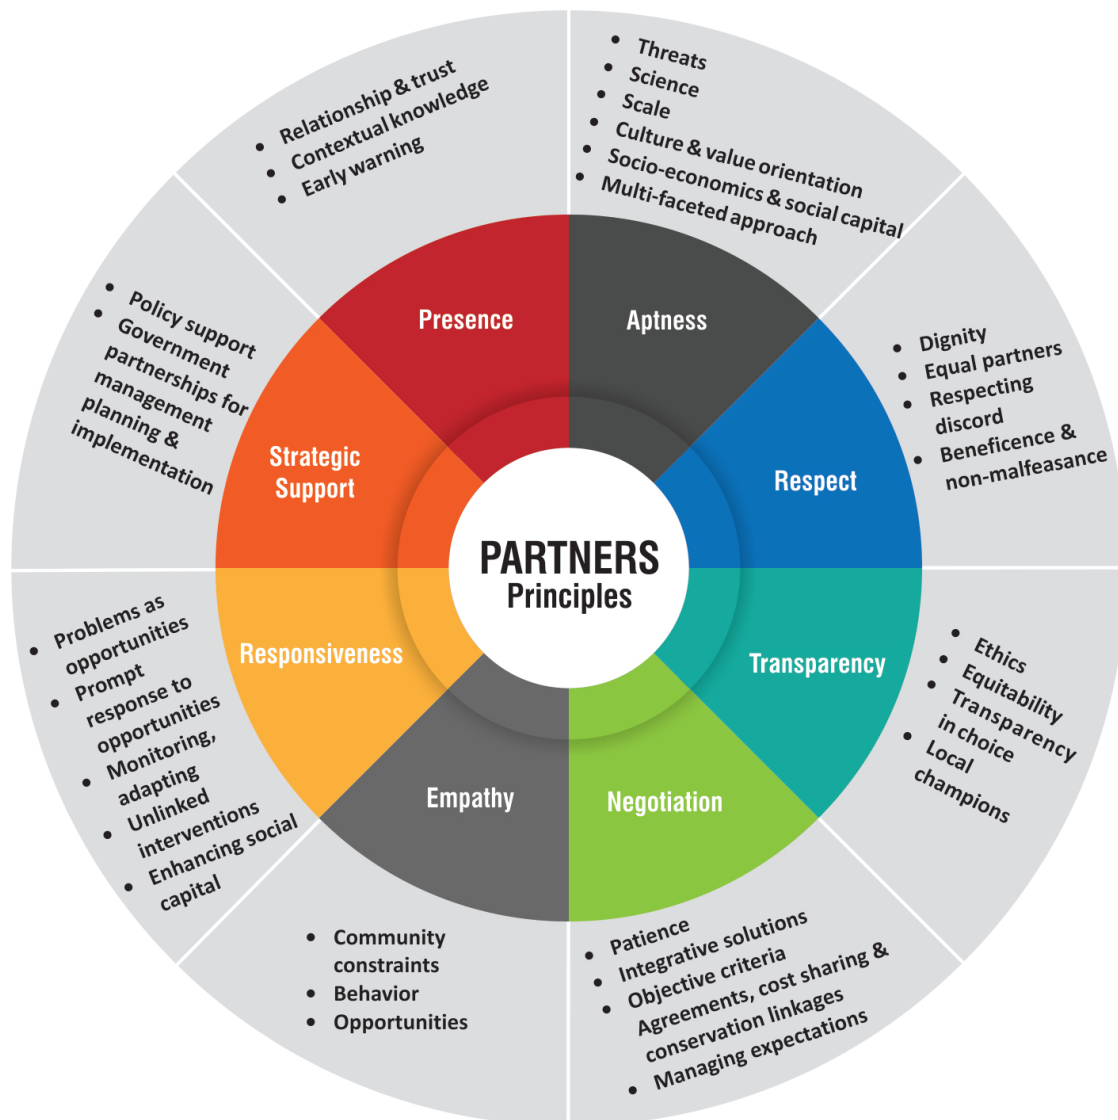 PARTNERS
Principles
Presence
• Relationship & trust
• Contextual knowledge
• Early warning
Aptness
• Threats
• Science
• Scale
• Culture & value orientation
• Socio-economics & social capital
• Multi-faceted approach
Respect
• Dignity
• Equal partners
• Respecting
discord
• Beneficence &
non-malfeasance
Transparency
• Ethics
• Equitability
• Transparency
in choice
• Local
champions
Negotiation
• Patience
• Integrative solutions
• Objective criteria
Agreements, cost sharing &
conservation linkages
• Managing expectations
Empathy
• Community
constraints
• Behavior
• Opportunities
Responsiveness
• Problems as
opportunities
• Prompt
response to
opportunities
• Monitoring,
adapting
• Unlinked
interventions
• Enhancing social
capital
Strategic
Support
• Policy support
• Government
partnerships for
management
planning &
implementation